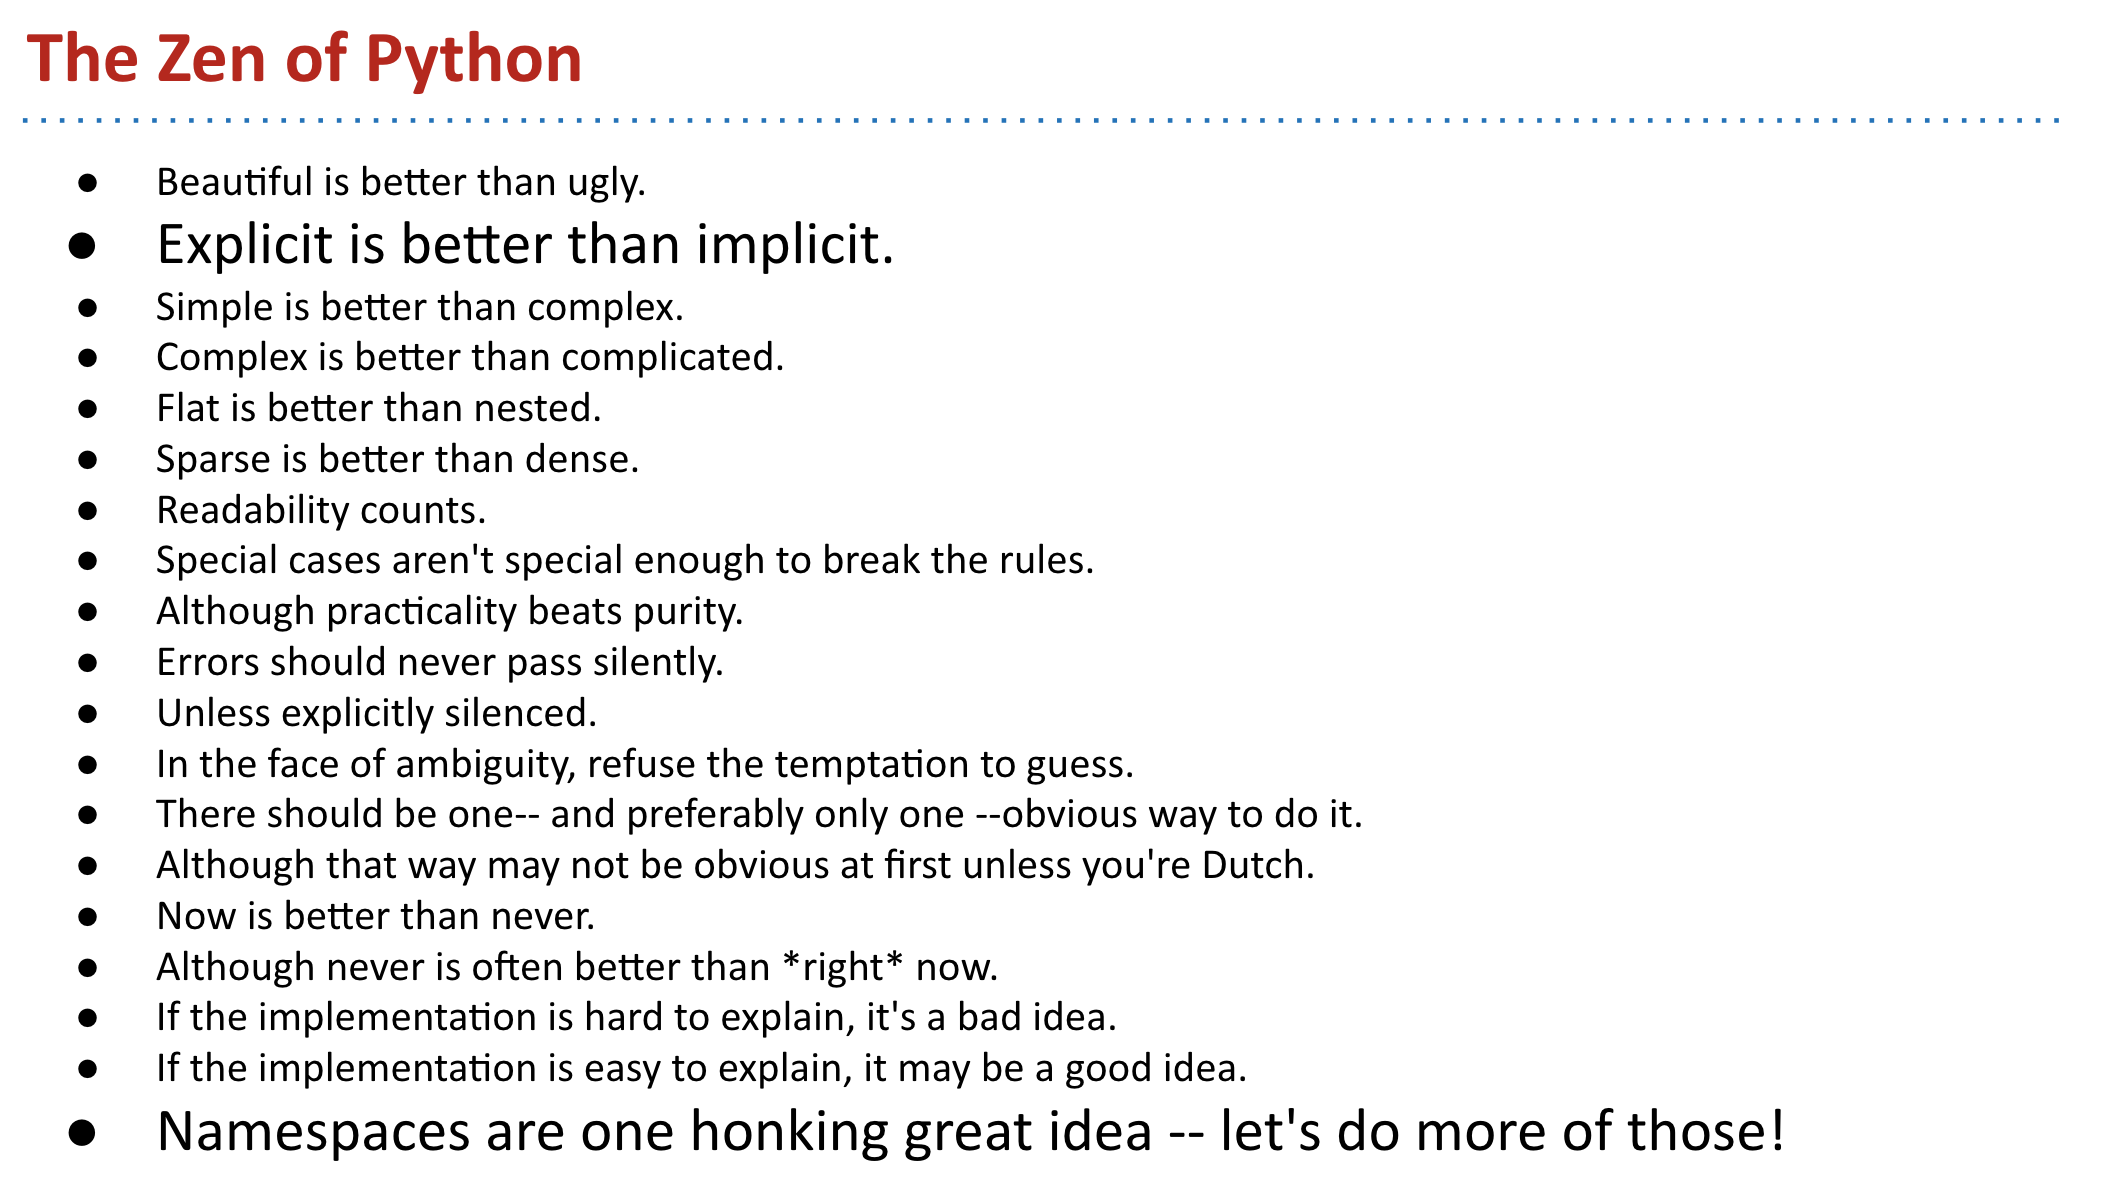 The Zen of Python
● Beautiful is better than ugly.
● Explicit is better than implicit.
● Simple is better than complex.
● Complex is better than complicated.
● Flat is better than nested.
● Sparse is better than dense.
● Readability counts.
● Special cases aren't special enough to break the rules.
● Although practicality beats purity.
● Errors should never pass silently.
● Unless explicitly silenced.
● In the face of ambiguity, refuse the temptation to guess.
● There should be one-- and preferably only one --obvious way to do it.
● Although that way may not be obvious at first unless you're Dutch.
● Now is better than never.
● Although never is often better than *right* now.
● If the implementation is hard to explain, it's a bad idea.
● If the implementation is easy to explain, it may be a good idea.
● Namespaces are one honking great idea -- let's do more of those!